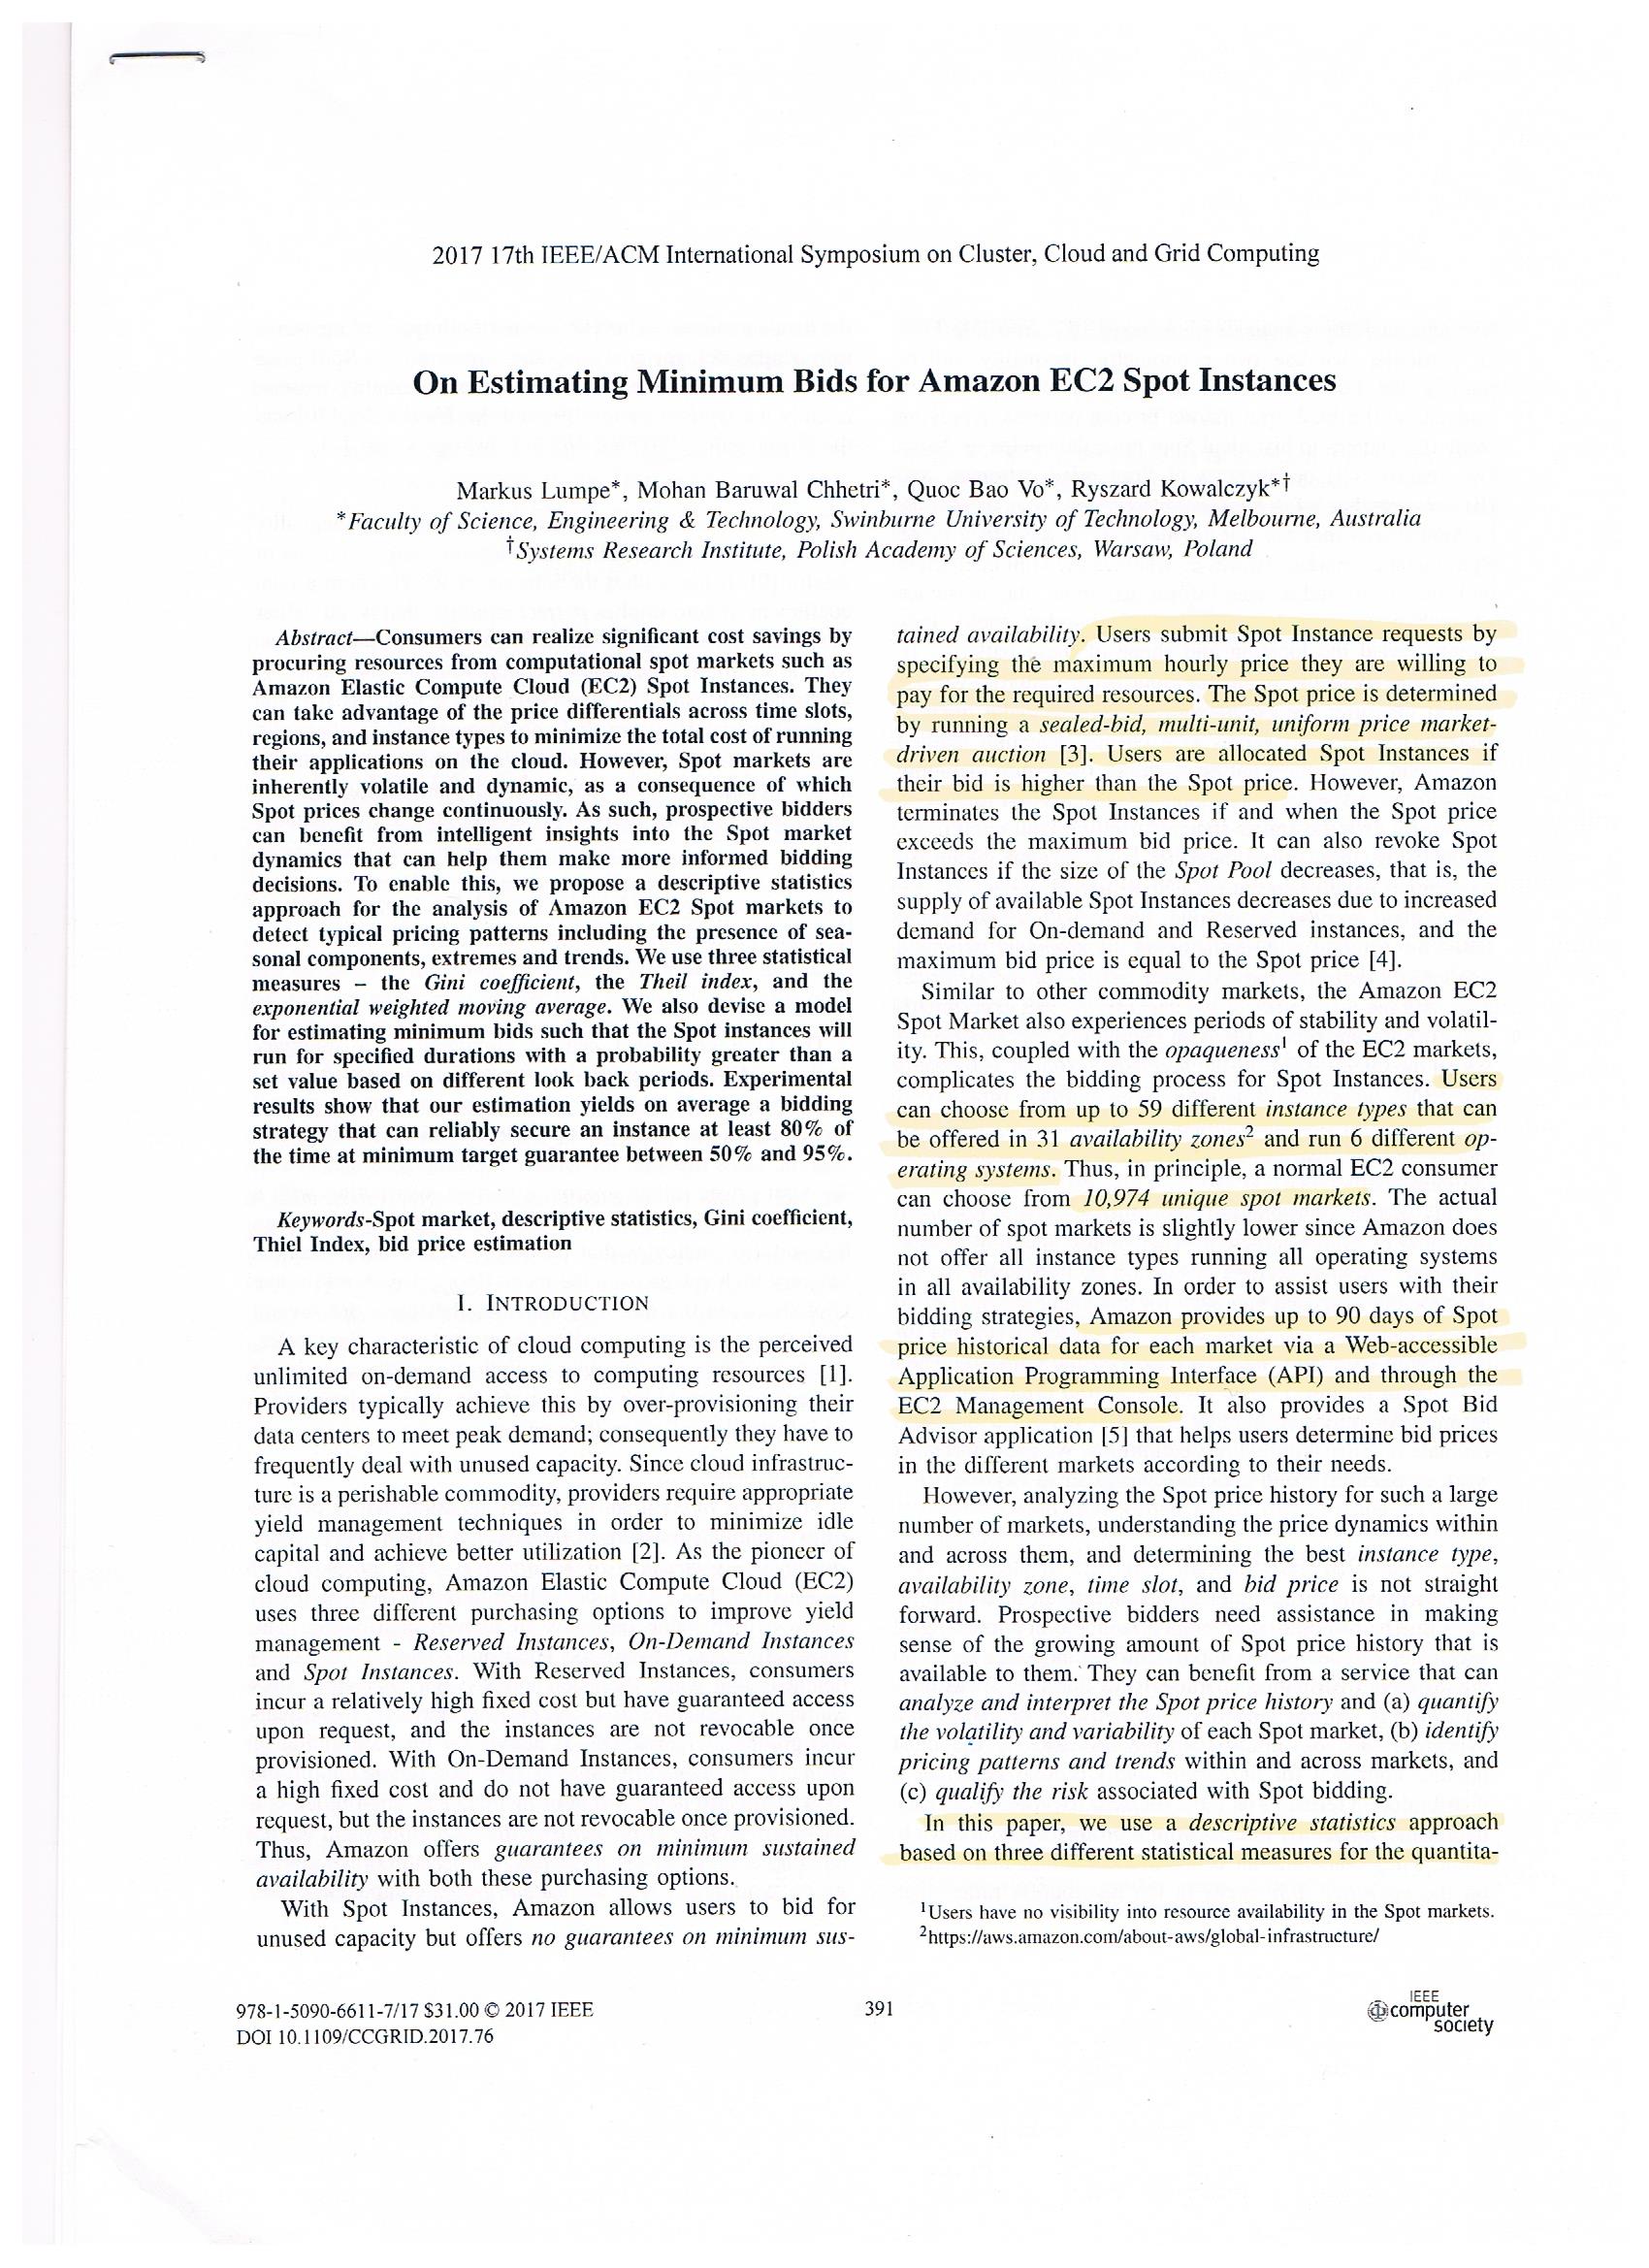 2017 17th IEEE/ACM International Symposium on Cluster, Cloud and Grid Computing
On Estimating Minimum Bids for Amazon EC2 Spot Instances
Markus Lumpe*, Mohan Baruwal Chhetri*, Quoc Bao Vo*, Ryszard Kowalczyk*†
*Faculty of Science, Engineering & Technology, Swinburne University of Technology, Melbourne, Australia
†Systems Research Institute, Polish Academy of Sciences, Warsaw, Poland
Abstract—Consumers can realize significant cost savings by
procuring resources from computational spot markets such as
Amazon Elastic Compute Cloud (EC2) Spot Instances. They
can take advantage of the price differentials across time slots,
regions, and instance types to minimize the total cost of running
their applications on the cloud. However, Spot markets are
inherently volatile and dynamic, as a consequence of which
Spot prices change continuously. As such, prospective bidders
can benefit from intelligent insights into the Spot market
dynamics that can help them make more informed bidding
decisions. To enable this, we propose a descriptive statistics
approach for the analysis of Amazon EC2 Spot markets to
detect typical pricing patterns including the presence of sea-
sonal components, extremes and trends. We use three statistical
measures – the Gini coefficient, the Theil index, and the
exponential weighted moving average. We also devise a model
for estimating minimum bids such that the Spot instances will
run for specified durations with a probability greater than a
set value based on different look back periods. Experimental
results show that our estimation yields on average a bidding
strategy that can reliably secure an instance at least 80% of
the time at minimum target guarantee between 50% and 95%.
Keywords-Spot market, descriptive statistics, Gini coefficient,
Thiel Index, bid price estimation
I. INTRODUCTION
A key characteristic of cloud computing is the perceived
unlimited on-demand access to computing resources [1].
Providers typically achieve this by over-provisioning their
data centers to meet peak demand; consequently they have to
frequently deal with unused capacity. Since cloud infrastruc-
ture is a perishable commodity, providers require appropriate
yield management techniques in order to minimize idle
capital and achieve better utilization [2]. As the pioneer of
cloud computing, Amazon Elastic Compute Cloud (EC2)
uses three different purchasing options to improve yield
management - Reserved Instances, On-Demand Instances
and Spot Instances. With Reserved Instances, consumers
incur a relatively high fixed cost but have guaranteed access
upon request, and the instances are not revocable once
provisioned. With On-Demand Instances, consumers incur
a high fixed cost and do not have guaranteed access upon
request, but the instances are not revocable once provisioned.
Thus, Amazon offers guarantees on minimum sustained
availability with both these purchasing options.
With Spot Instances, Amazon allows users to bid for
unused capacity but offers no guarantees on minimum sus-
tained availability. Users submit Spot Instance requests by
specifying the maximum hourly price they are willing to
pay for the required resources. The Spot price is determined
by running a sealed-bid, multi-unit, uniform price market-
driven auction [3]. Users are allocated Spot Instances if
their bid is higher than the Spot price. However, Amazon
terminates the Spot Instances if and when the Spot price
exceeds the maximum bid price. It can also revoke Spot
Instances if the size of the Spot Pool decreases, that is, the
supply of available Spot Instances decreases due to increased
demand for On-demand and Reserved instances, and the
maximum bid price is equal to the Spot price [4].
Similar to other commodity markets, the Amazon EC2
Spot Market also experiences periods of stability and volatil-
ity. This, coupled with the opaqueness¹ of the EC2 markets,
complicates the bidding process for Spot Instances. Users
can choose from up to 59 different instance types that can
be offered in 31 availability zones² and run 6 different op-
erating systems. Thus, in principle, a normal EC2 consumer
can choose from 10,974 unique spot markets. The actual
number of spot markets is slightly lower since Amazon does
not offer all instance types running all operating systems
in all availability zones. In order to assist users with their
bidding strategies, Amazon provides up to 90 days of Spot
price historical data for each market via a Web-accessible
Application Programming Interface (API) and through the
EC2 Management Console. It also provides a Spot Bid
Advisor application [5] that helps users determine bid prices
in the different markets according to their needs.
However, analyzing the Spot price history for such a large
number of markets, understanding the price dynamics within
and across them, and determining the best instance type,
availability zone, time slot, and bid price is not straight
forward. Prospective bidders need assistance in making
sense of the growing amount of Spot price history that is
available to them. They can benefit from a service that can
analyze and interpret the Spot price history and (a) quantify
the volatility and variability of each Spot market, (b) identify
pricing patterns and trends within and across markets, and
(c) qualify the risk associated with Spot bidding.
In this paper, we use a descriptive statistics approach
based on three different statistical measures for the quantita-
¹Users have no visibility into resource availability in the Spot markets.
²https://aws.amazon.com/about-aws/global-infrastructure/
978-1-5090-6611-7/17 $31.00 © 2017 IEEE
DOI 10.1109/CCGRID.2017.76
391
IEEE
computer
society